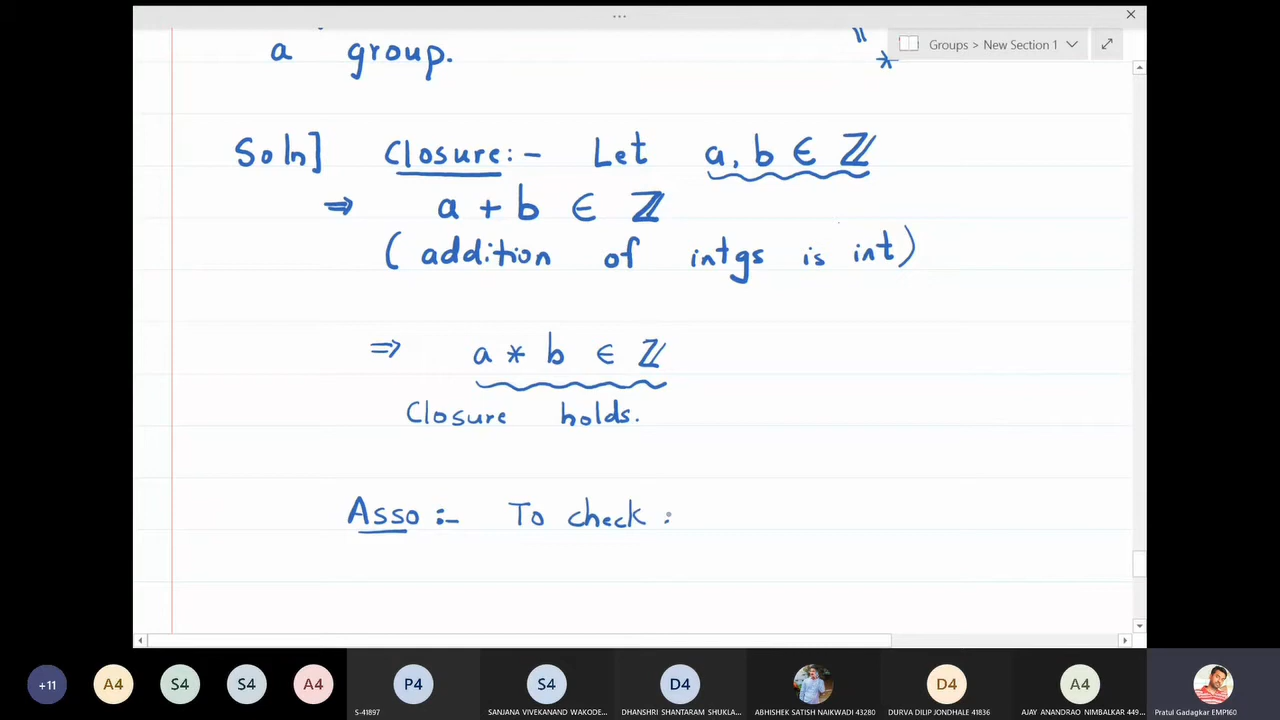 a group.
*
Groups > New Section 1
Soln] Closure:- Let a, b ∈ ℤ
⇒ a + b ∈ ℤ
( addition of intgs is int)
⇒ a * b ∈ ℤ
Closure holds.
Asso :- To check :
+11 A4 S4 S4 A4 P4 S4 D4 D4 A4
S-41897 SANJANA VIVEKANAND WAKODE... DHANSHRI SHANTARAM SHUKLA... ABHISHEK SATISH NAIKWADI 43280 DURVA DILIP JONDHALE 41836 AJAY ANANDRAO NIMBALKAR 449... Pratul Gadagkar EMP160